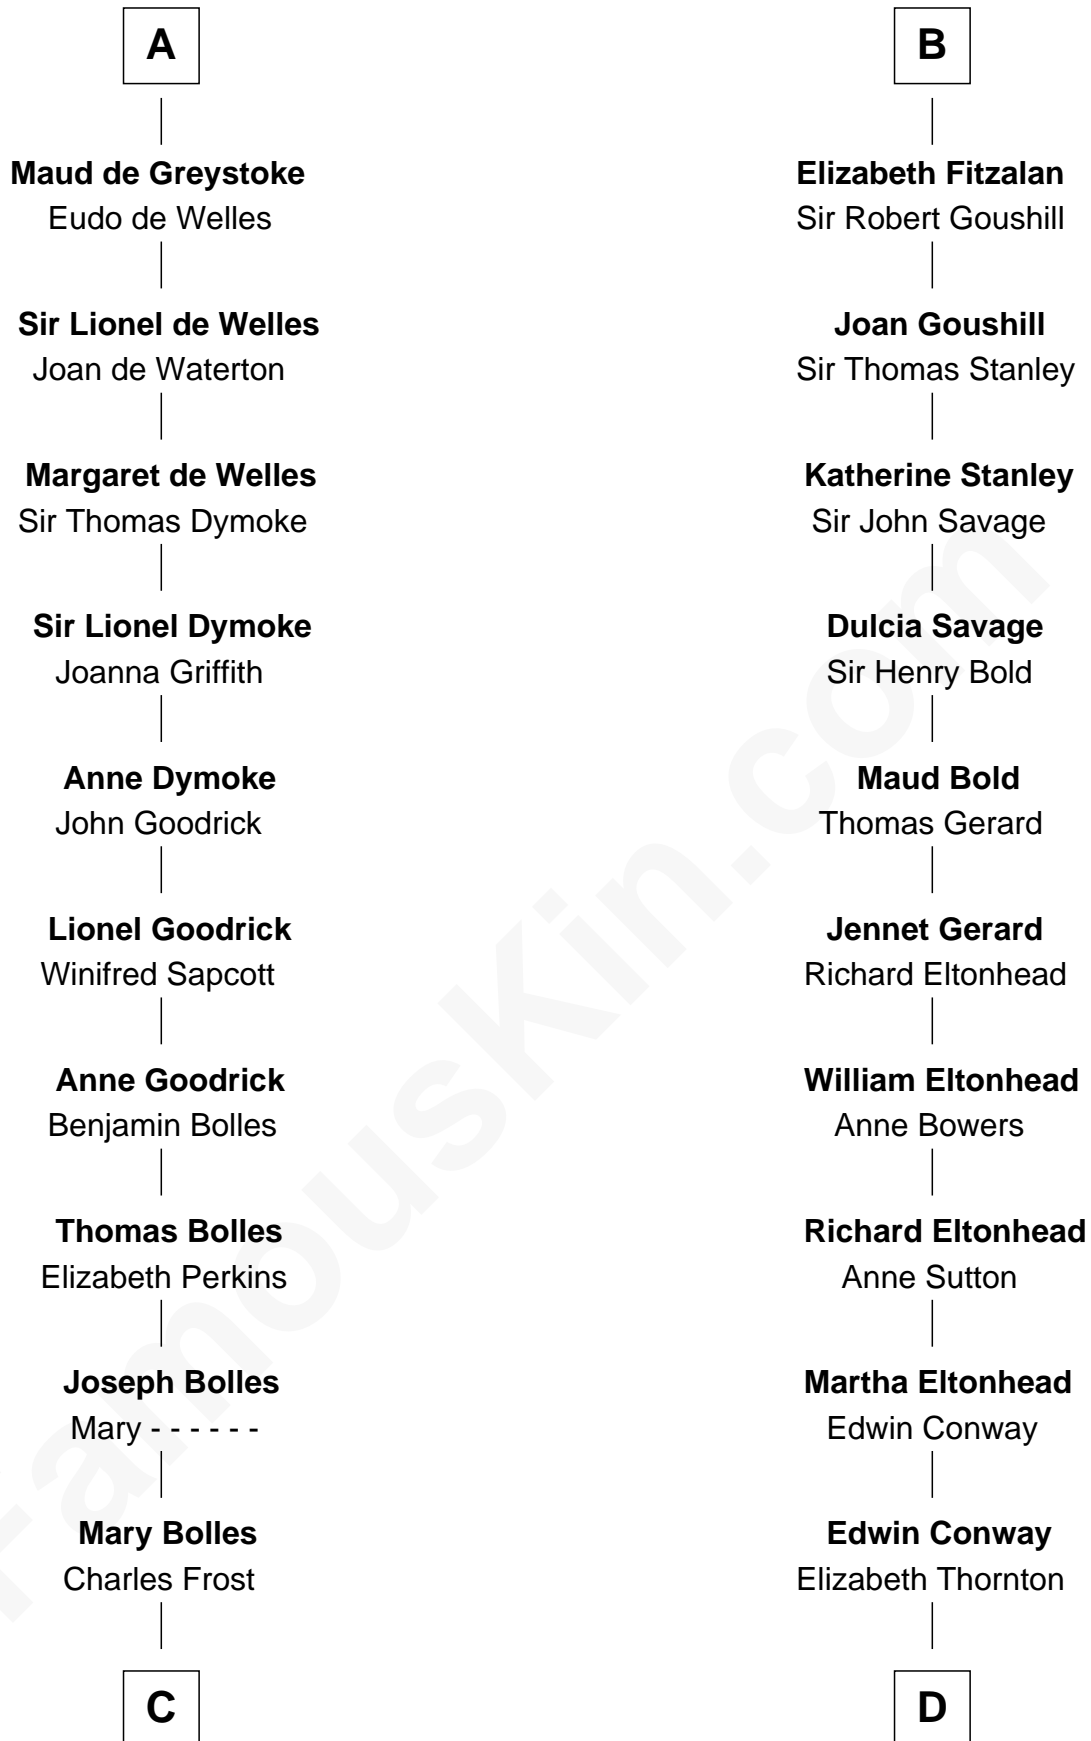 A
Maud de Greystoke
Eudo de Welles
Sir Lionel de Welles
Joan de Waterton
Margaret de Welles
Sir Thomas Dymoke
Sir Lionel Dymoke
Joanna Griffith
Anne Dymoke
John Goodrick
Lionel Goodrick
Winifred Sapcott
Anne Goodrick
Benjamin Bolles
Thomas Bolles
Elizabeth Perkins
Joseph Bolles
Mary - - - - - -
Mary Bolles
Charles Frost
C
B
Elizabeth Fitzalan
Sir Robert Goushill
Joan Goushill
Sir Thomas Stanley
Katherine Stanley
Sir John Savage
Dulcia Savage
Sir Henry Bold
Maud Bold
Thomas Gerard
Jennet Gerard
Richard Eltonhead
William Eltonhead
Anne Bowers
Richard Eltonhead
Anne Sutton
Martha Eltonhead
Edwin Conway
Edwin Conway
Elizabeth Thornton
D
FamousKin.com